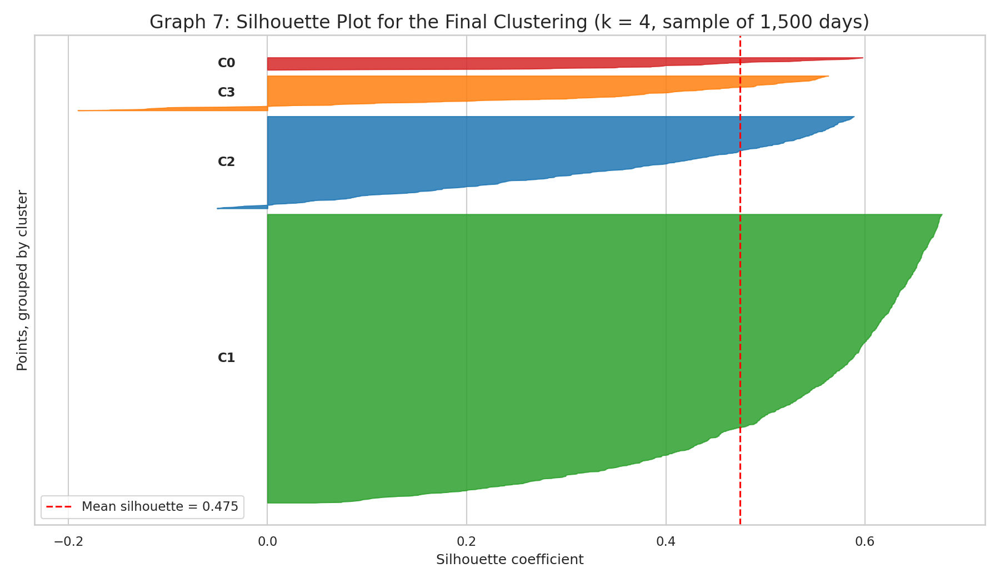 Graph 7: Silhouette Plot for the Final Clustering (k = 4, sample of 1,500 days)
C0
C3
C2
C1
Points, grouped by cluster
Mean silhouette = 0.475
−0.2
0.0
0.2
0.4
0.6
Silhouette coefficient